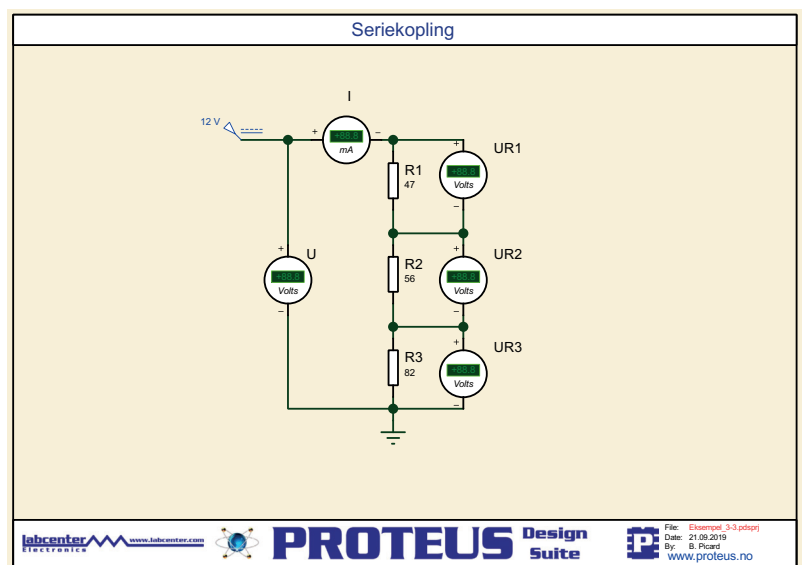 Seriekopling
I
12 V
+ −
+88.8
mA
+
UR1
R1
47
+88.8
Volts
−
+
U
+88.8
Volts
−
R2
56
+
UR2
+88.8
Volts
−
R3
82
+
UR3
+88.8
Volts
−
labcenter www.labcenter.com
Electronics
PROTEUS Design Suite
P
File: Eksempel_3-3.pdsprj
Date: 21.09.2019
By: B. Picard
www.proteus.no